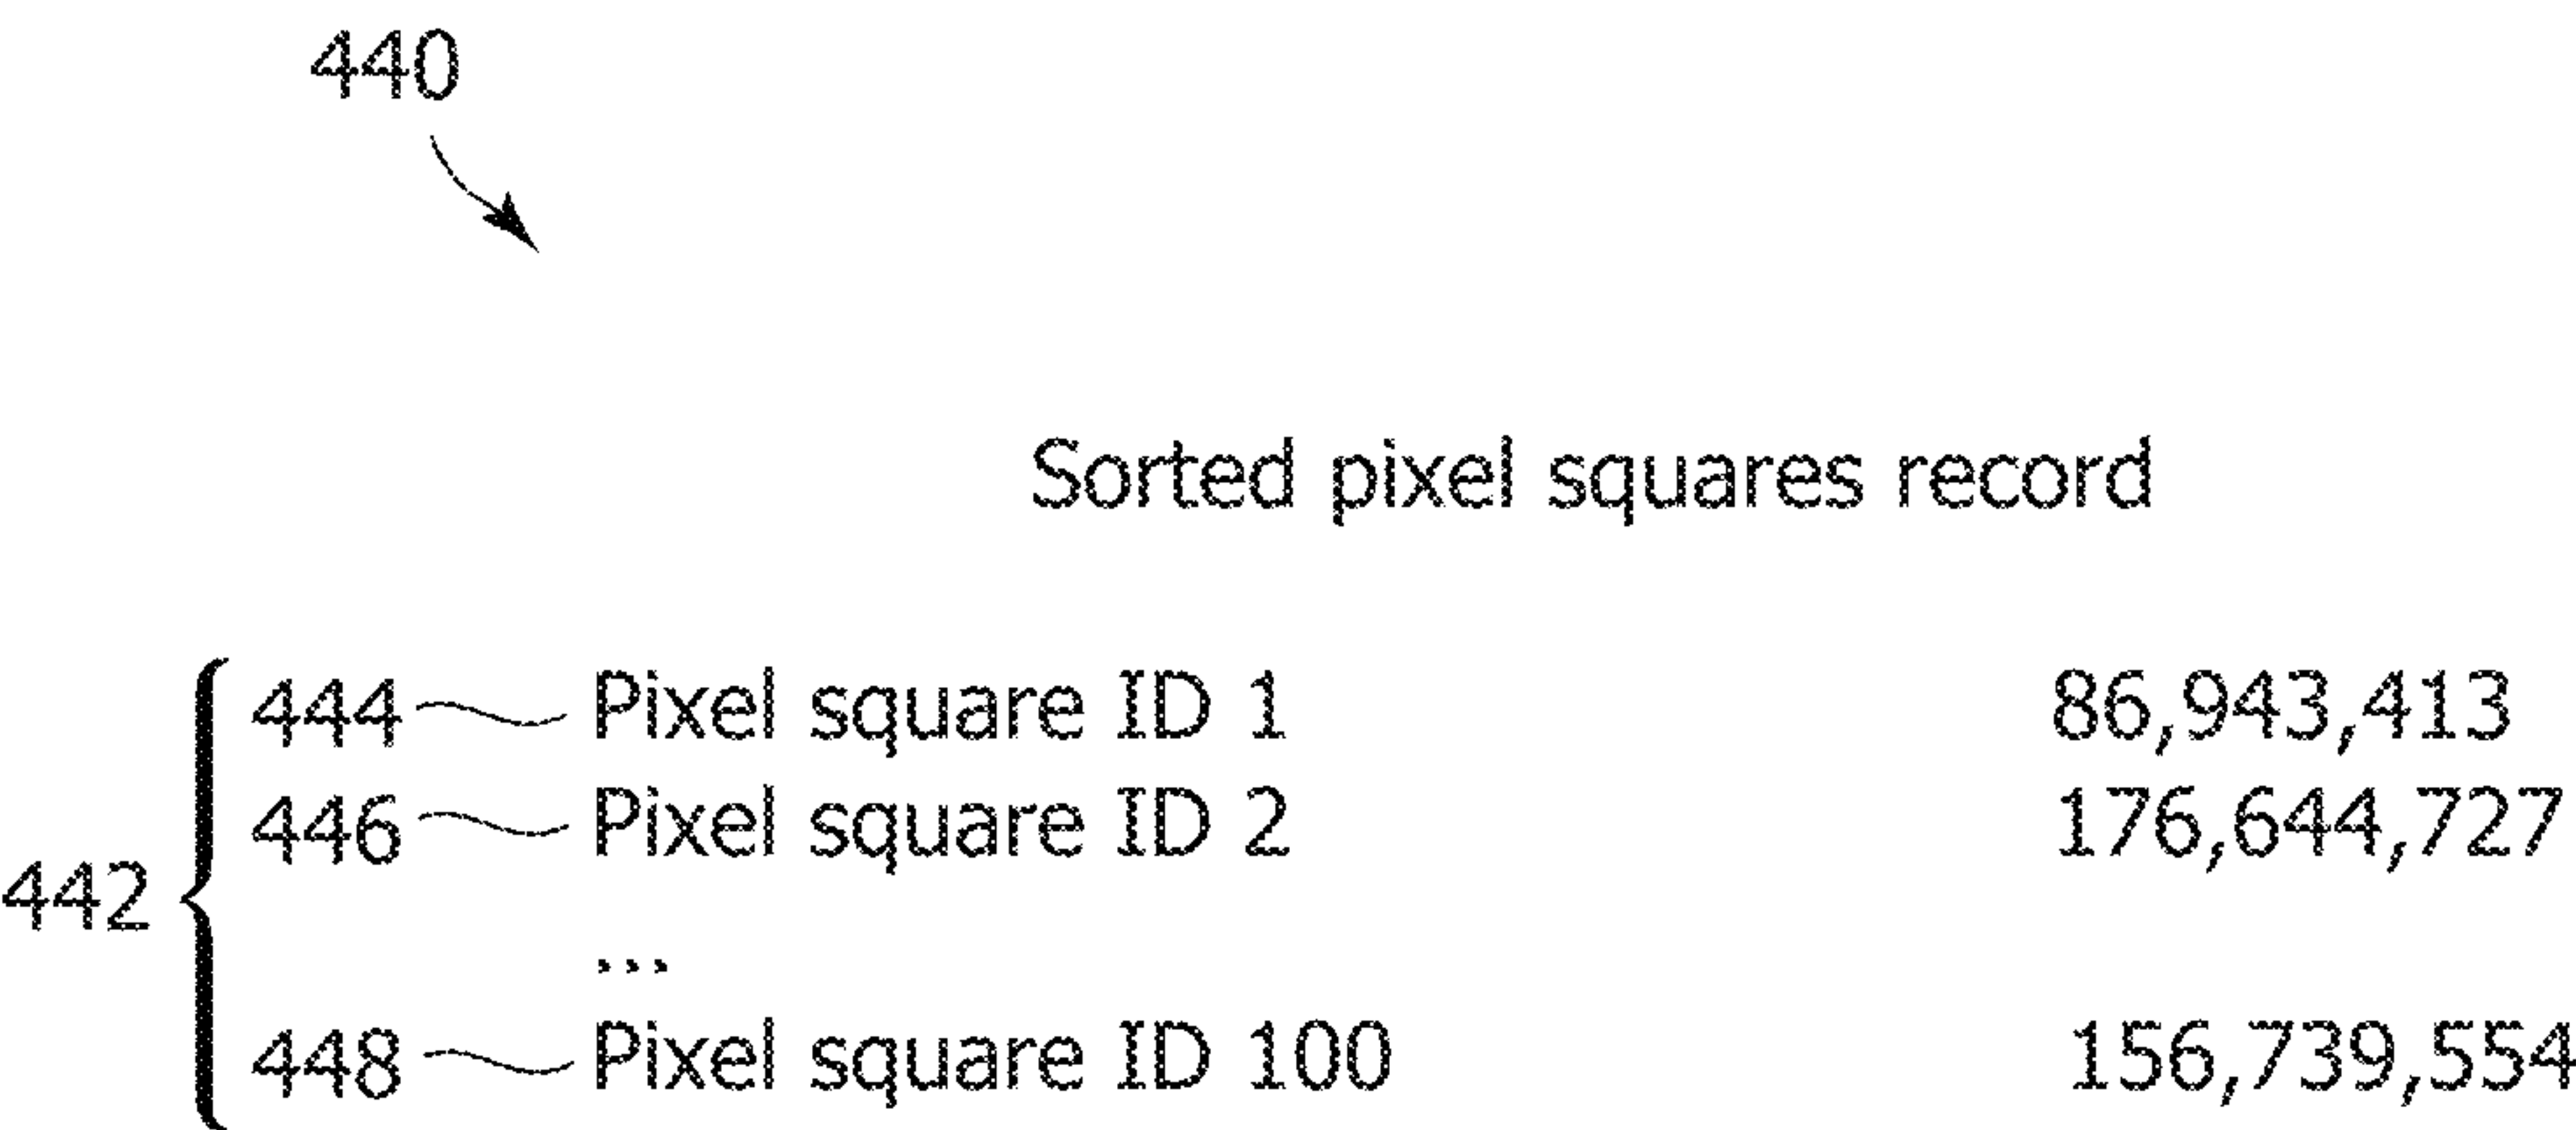 440
Sorted pixel squares record
444 Pixel square ID 1 86,943,413
446 Pixel square ID 2 176,644,727
442
...
448 Pixel square ID 100 156,739,554